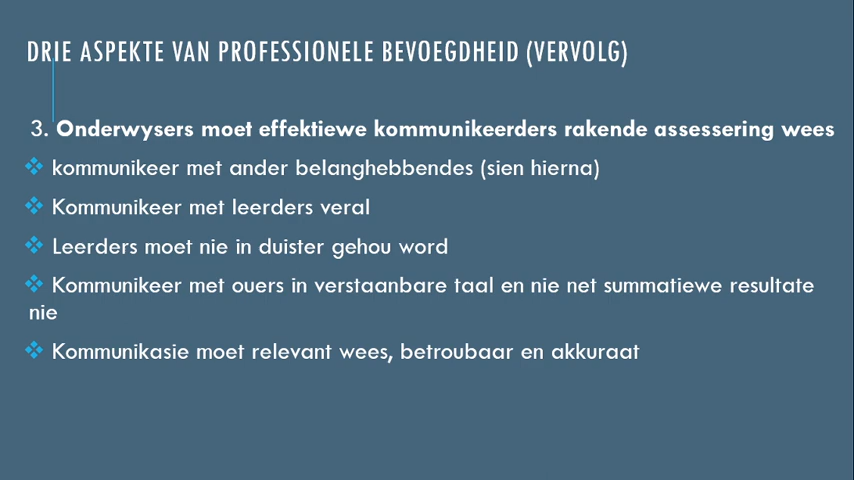 DRIE ASPEKTE VAN PROFESSIONELE BEVOEGDHEID (VERVOLG)
3. Onderwysers moet effektiewe kommunikeerders rakende assessering wees
❖ kommunikeer met ander belanghebbendes (sien hierna)
❖ Kommunikeer met leerders veral
❖ Leerders moet nie in duister gehou word
❖ Kommunikeer met ouers in verstaanbare taal en nie net summatiewe resultate
nie
❖ Kommunikasie moet relevant wees, betroubaar en akkuraat